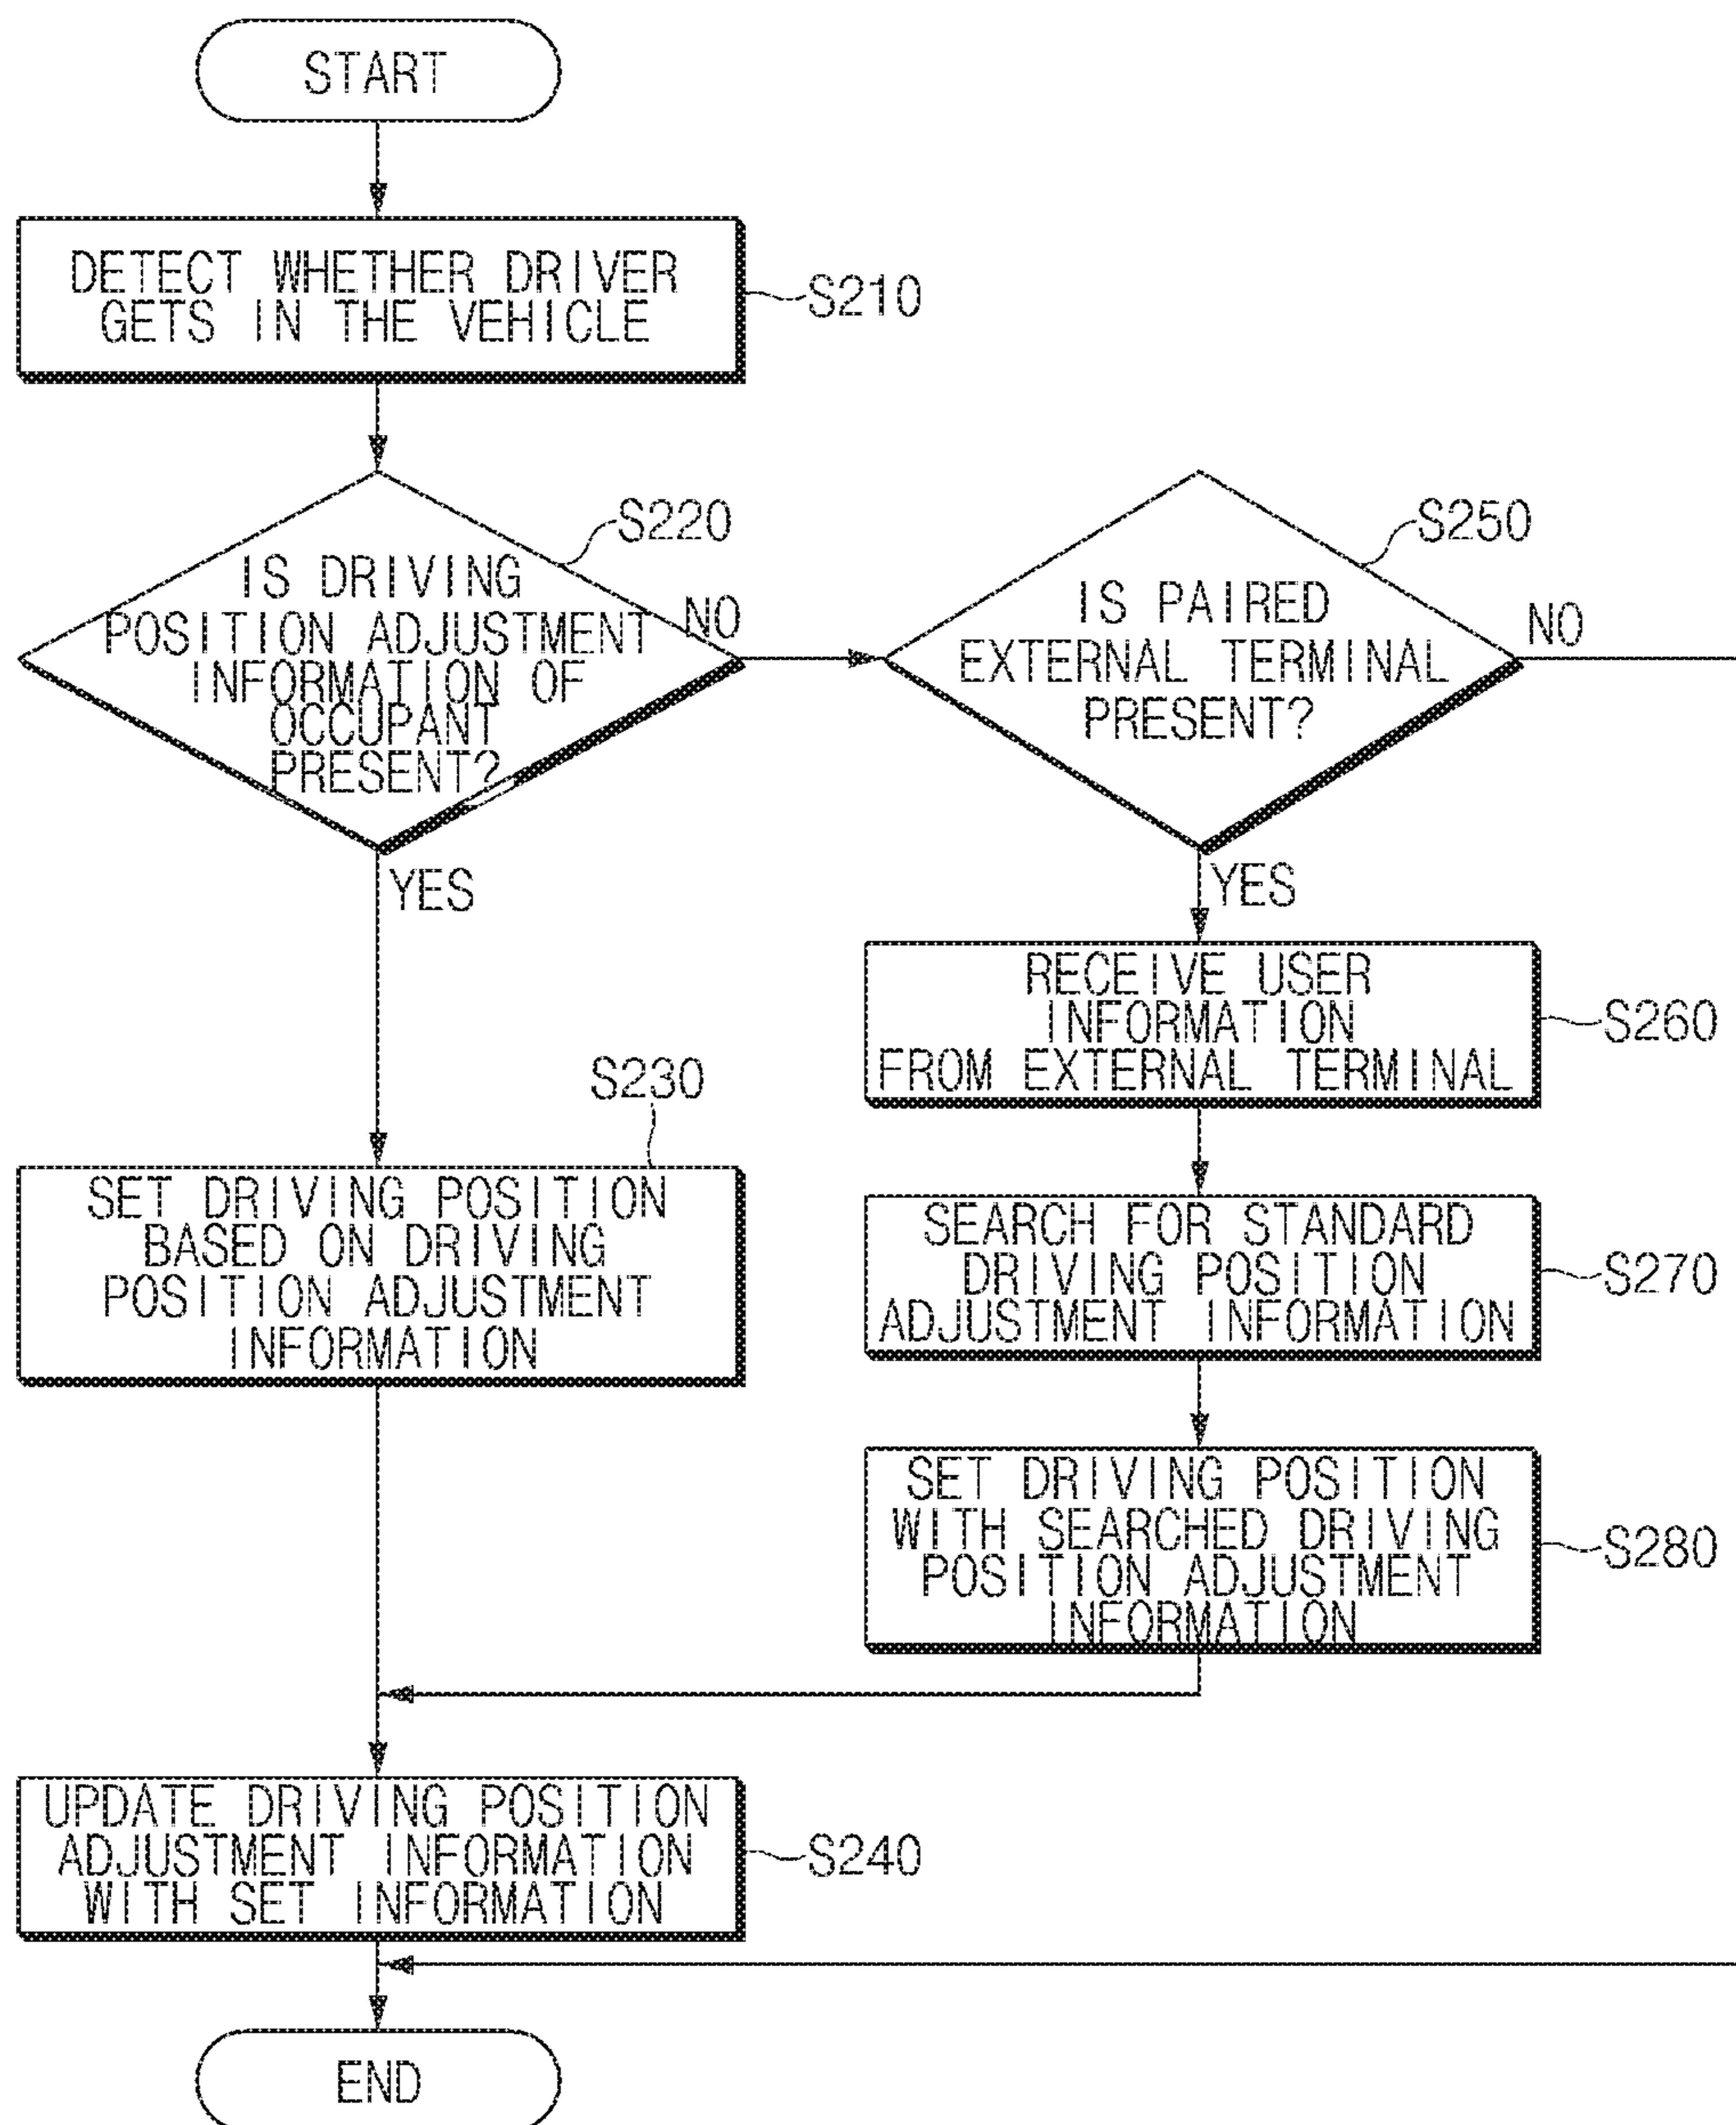 START
DETECT WHETHER DRIVER
GETS IN THE VEHICLE
S210
IS DRIVING
POSITION ADJUSTMENT
INFORMATION OF
OCCUPANT
PRESENT?
S220
NO
YES
IS PAIRED
EXTERNAL TERMINAL
PRESENT?
S250
NO
YES
RECEIVE USER
INFORMATION
FROM EXTERNAL TERMINAL
S260
S230
SET DRIVING POSITION
BASED ON DRIVING
POSITION ADJUSTMENT
INFORMATION
SEARCH FOR STANDARD
DRIVING POSITION
ADJUSTMENT INFORMATION
S270
SET DRIVING POSITION
WITH SEARCHED DRIVING
POSITION ADJUSTMENT
INFORMATION
S280
UPDATE DRIVING POSITION
ADJUSTMENT INFORMATION
WITH SET INFORMATION
S240
END